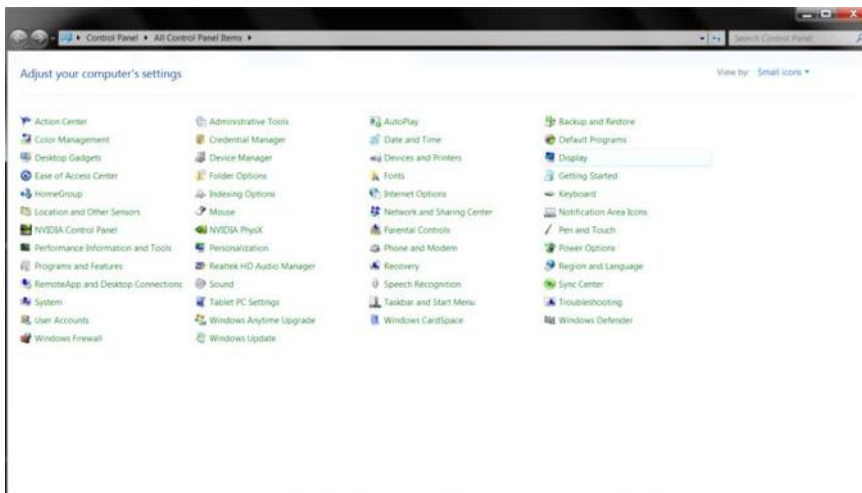 Control Panel All Control Panel Items
Search Control Panel
Adjust your computer's settings
View by: Small icons
Action Center Administrative Tools AutoPlay Backup and Restore
Color Management Credential Manager Date and Time Default Programs
Desktop Gadgets Device Manager Devices and Printers Display
Ease of Access Center Folder Options Fonts Getting Started
HomeGroup Indexing Options Internet Options Keyboard
Location and Other Sensors Mouse Network and Sharing Center Notification Area Icons
NVIDIA Control Panel NVIDIA PhysX Parental Controls Pen and Touch
Performance Information and Tools Personalization Phone and Modem Power Options
Programs and Features Realtek HD Audio Manager Recovery Region and Language
RemoteApp and Desktop Connections Sound Speech Recognition Sync Center
System Tablet PC Settings Taskbar and Start Menu Troubleshooting
User Accounts Windows Anytime Upgrade Windows CardSpace Windows Defender
Windows Firewall Windows Update